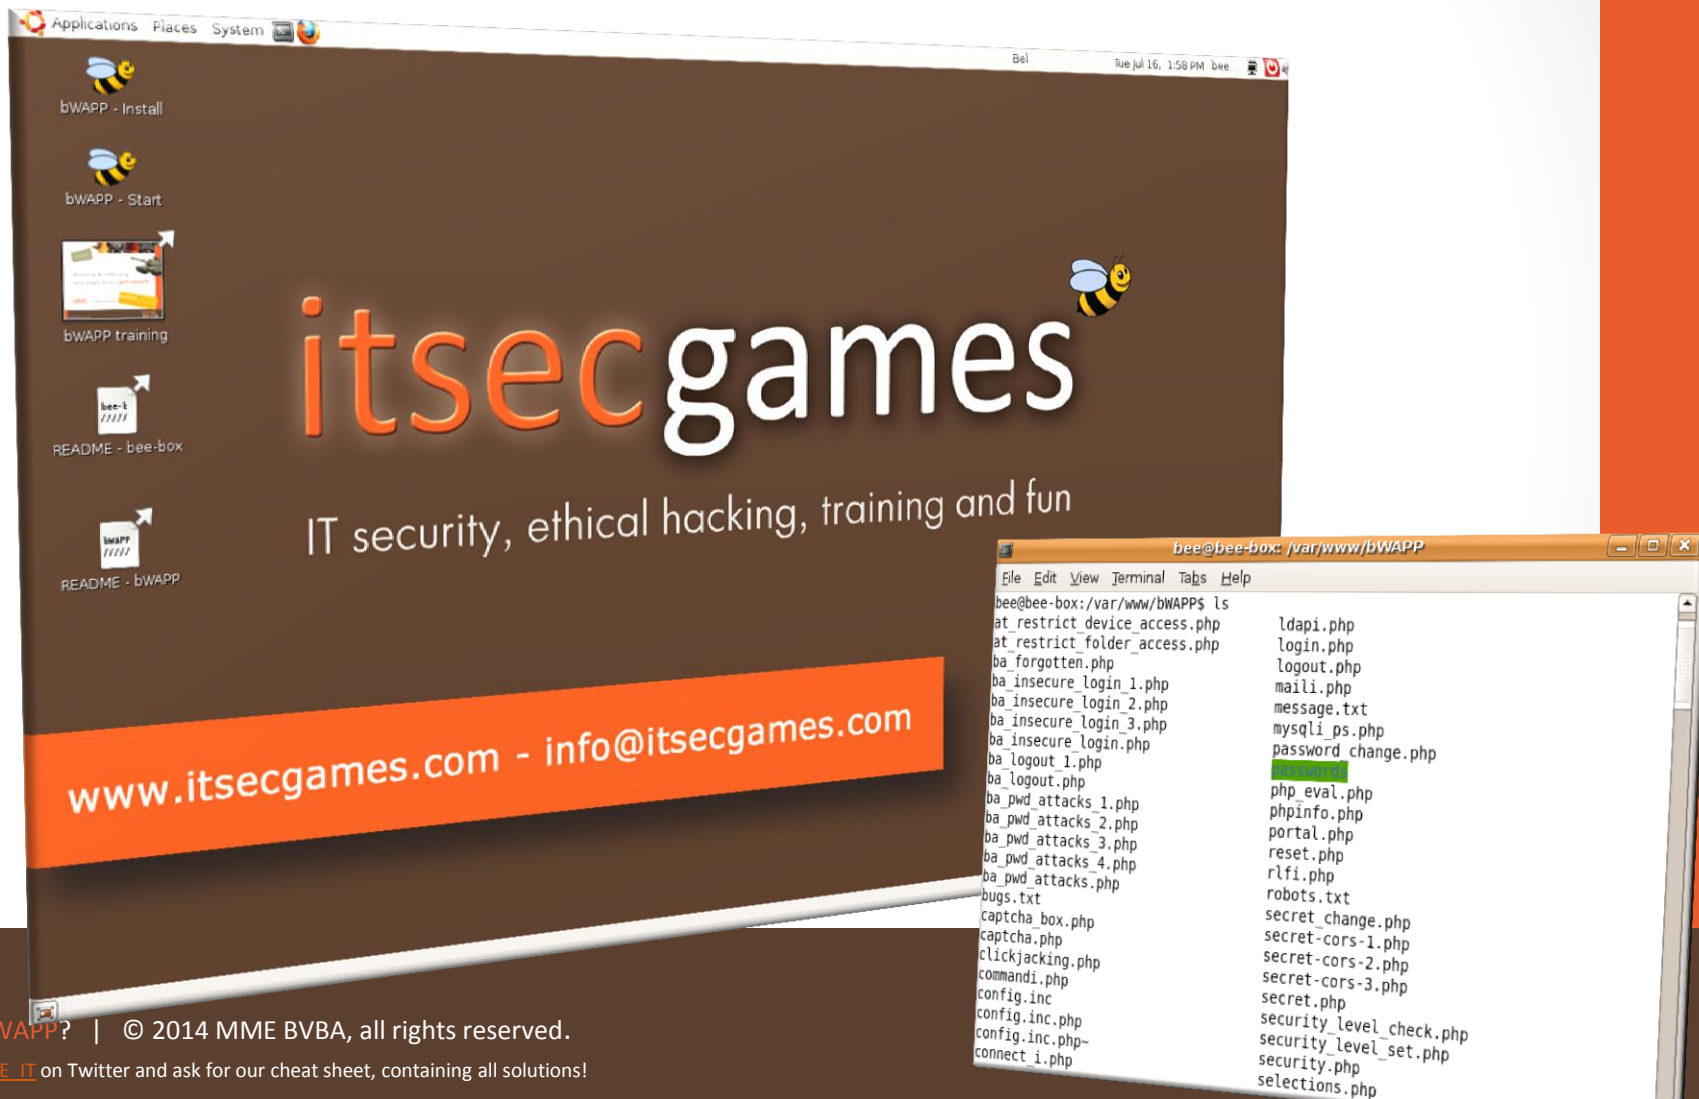 Applications Places System
Bel
Tue Jul 16, 1:58 PM bee
bWAPP - Install
bWAPP - Start
bWAPP training
bee-b
README - bee-box
bWAPP
README - bWAPP
itsecgames
IT security, ethical hacking, training and fun
www.itsecgames.com - info@itsecgames.com
bee@bee-box: /var/www/bWAPP
File Edit View Terminal Tabs Help
bee@bee-box:/var/www/bWAPP$ ls
at_restrict_device_access.php ldapi.php
at_restrict_folder_access.php login.php
ba_forgotten.php logout.php
ba_insecure_login_1.php maili.php
ba_insecure_login_2.php message.txt
ba_insecure_login_3.php mysqli_ps.php
ba_insecure_login.php password_change.php
ba_logout_1.php passwords
ba_logout.php php_eval.php
ba_pwd_attacks_1.php phpinfo.php
ba_pwd_attacks_2.php portal.php
ba_pwd_attacks_3.php reset.php
ba_pwd_attacks_4.php rlfi.php
ba_pwd_attacks.php robots.txt
bugs.txt secret_change.php
captcha_box.php secret-cors-1.php
captcha.php secret-cors-2.php
clickjacking.php secret-cors-3.php
commandi.php secret.php
config.inc security_level_check.php
config.inc.php security_level_set.php
config.inc.php~ security.php
connect_i.php selections.php
WAPP? | © 2014 MME BVBA, all rights reserved.
E_IT on Twitter and ask for our cheat sheet, containing all solutions!